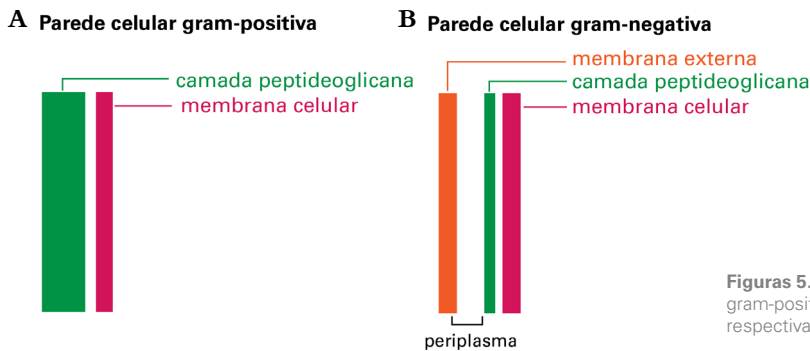 A Parede celular gram-positiva
camada peptideoglicana
membrana celular
B Parede celular gram-negativa
membrana externa
camada peptideoglicana
membrana celular
periplasma
Figuras 5.
gram-posit
respectiva